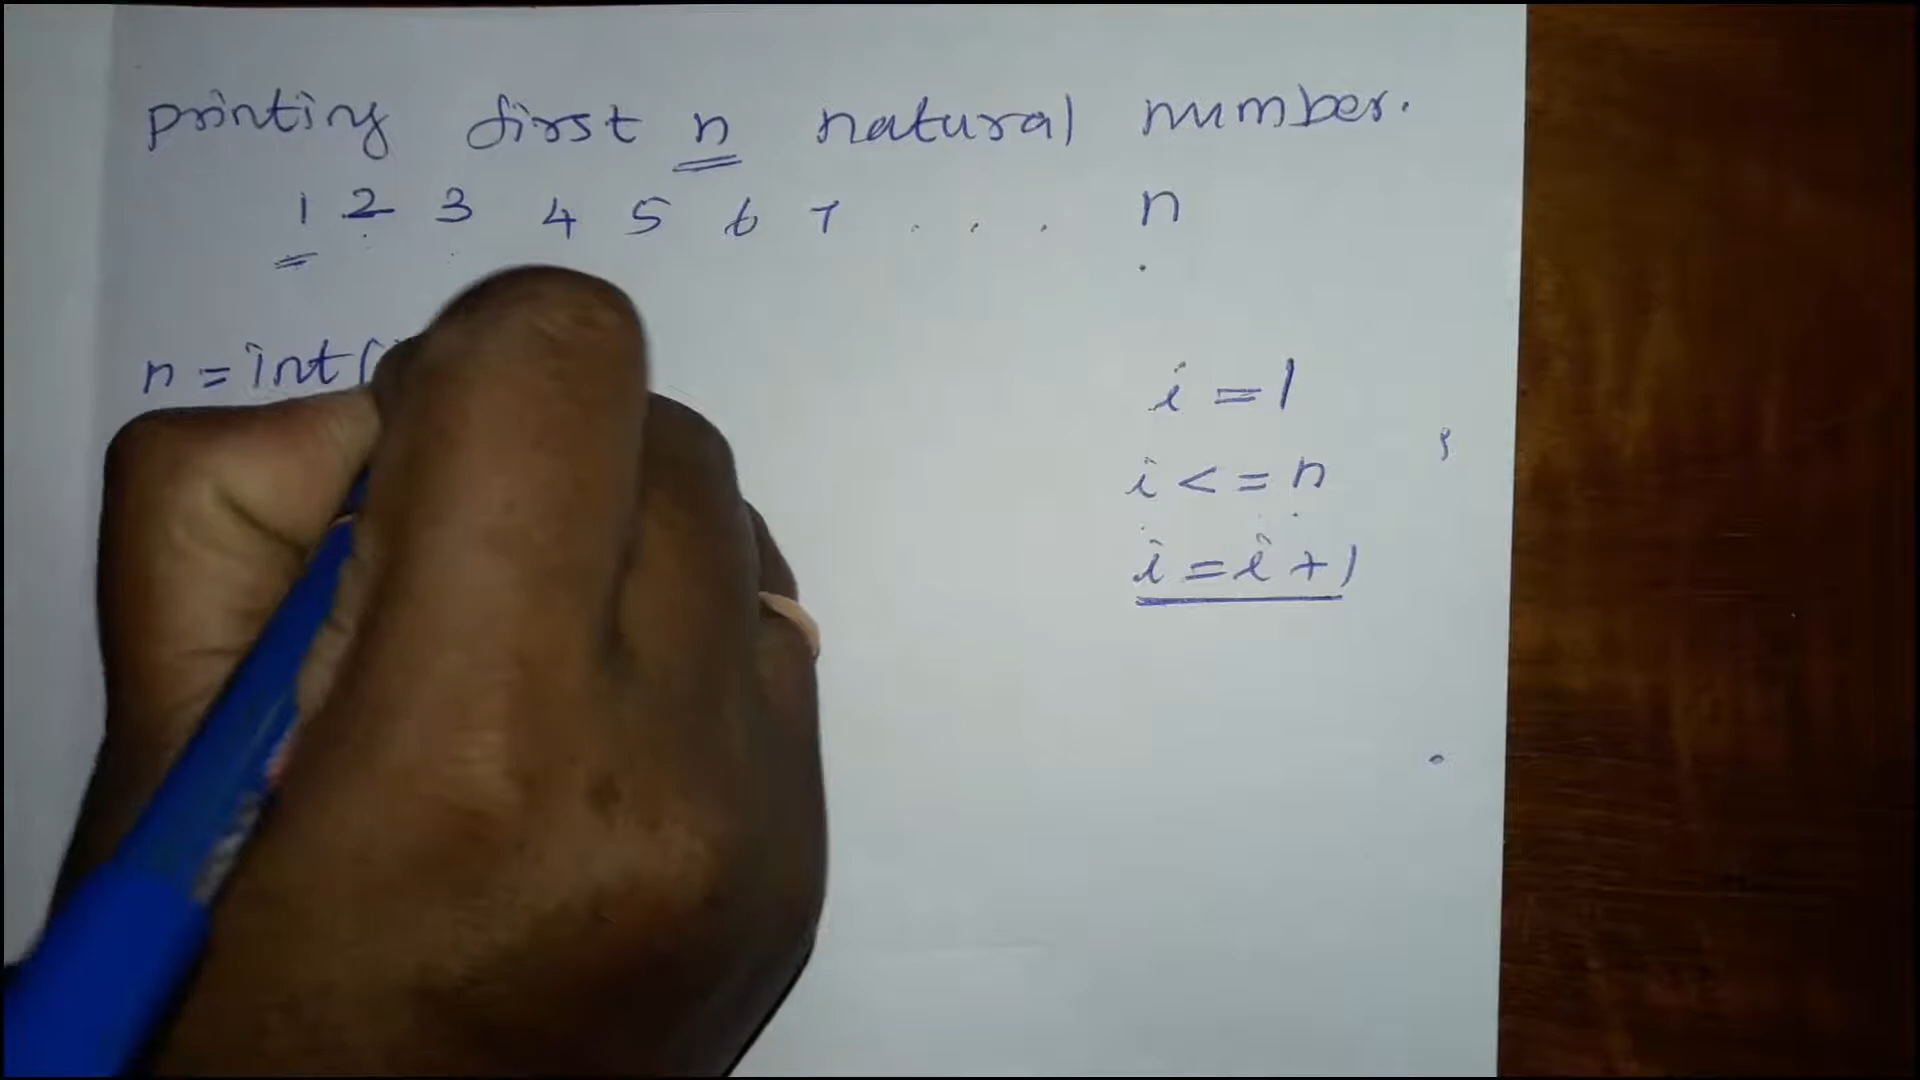 printing first n natural number.
1 2 3 4 5 6 7 . . . n
n = int(
i = 1
i <= n
i = i + 1